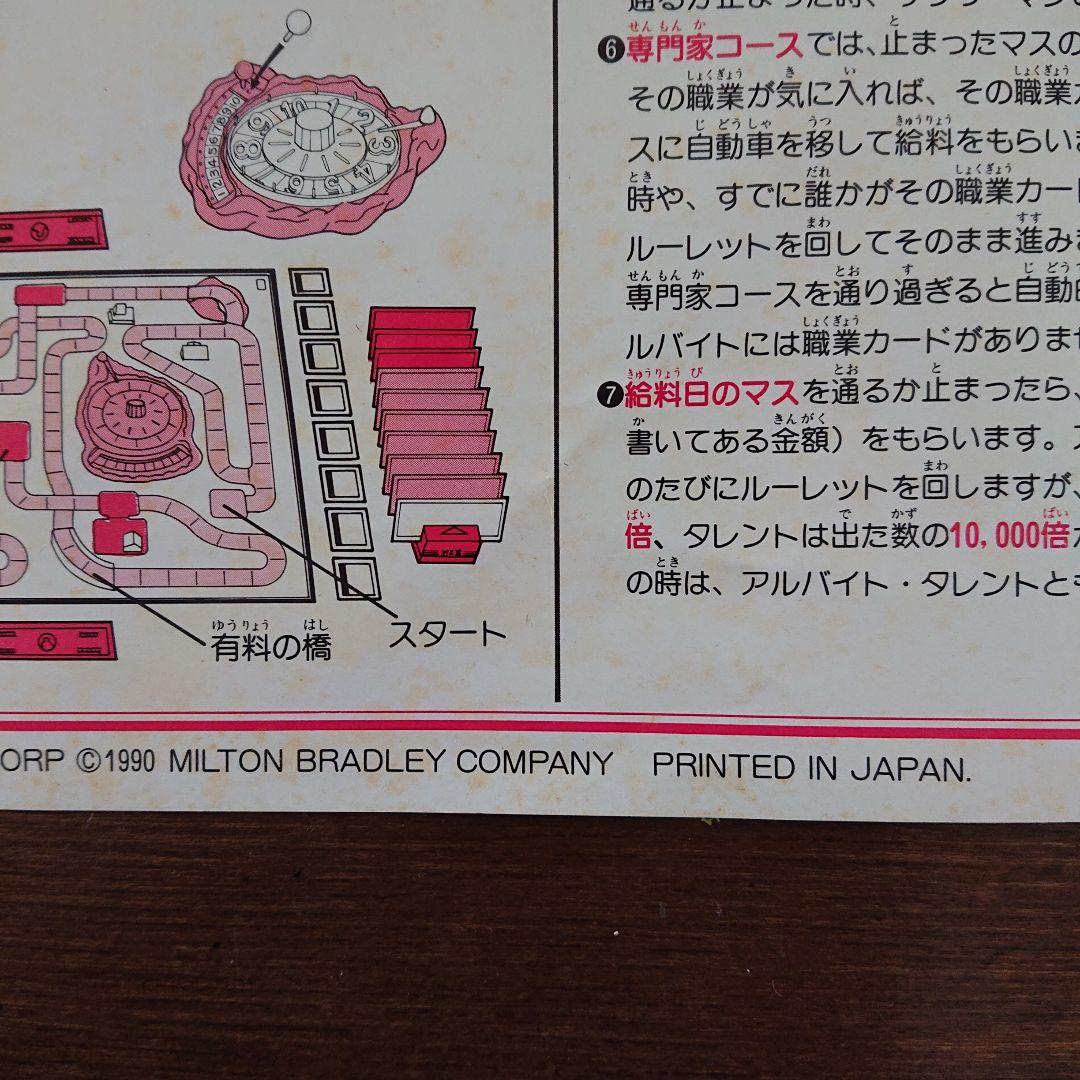 通るか止まった時、
❻専門家コースでは、止まったマスの
その職業が気に入れば、その職業カ
スに自動車を移して給料をもらいま
時や、すでに誰かがその職業カー
ルーレットを回してそのまま進みま
専門家コースを通り過ぎると自動
ルバイトには職業カードがありませ
❼給料日のマスを通るか止まったら、
書いてある金額）をもらいます。
のたびにルーレットを回しますが、
倍、タレントは出た数の10,000倍
の時は、アルバイト・タレントとも
有料の橋
スタート
ORP ©1990 MILTON BRADLEY COMPANY PRINTED IN JAPAN.